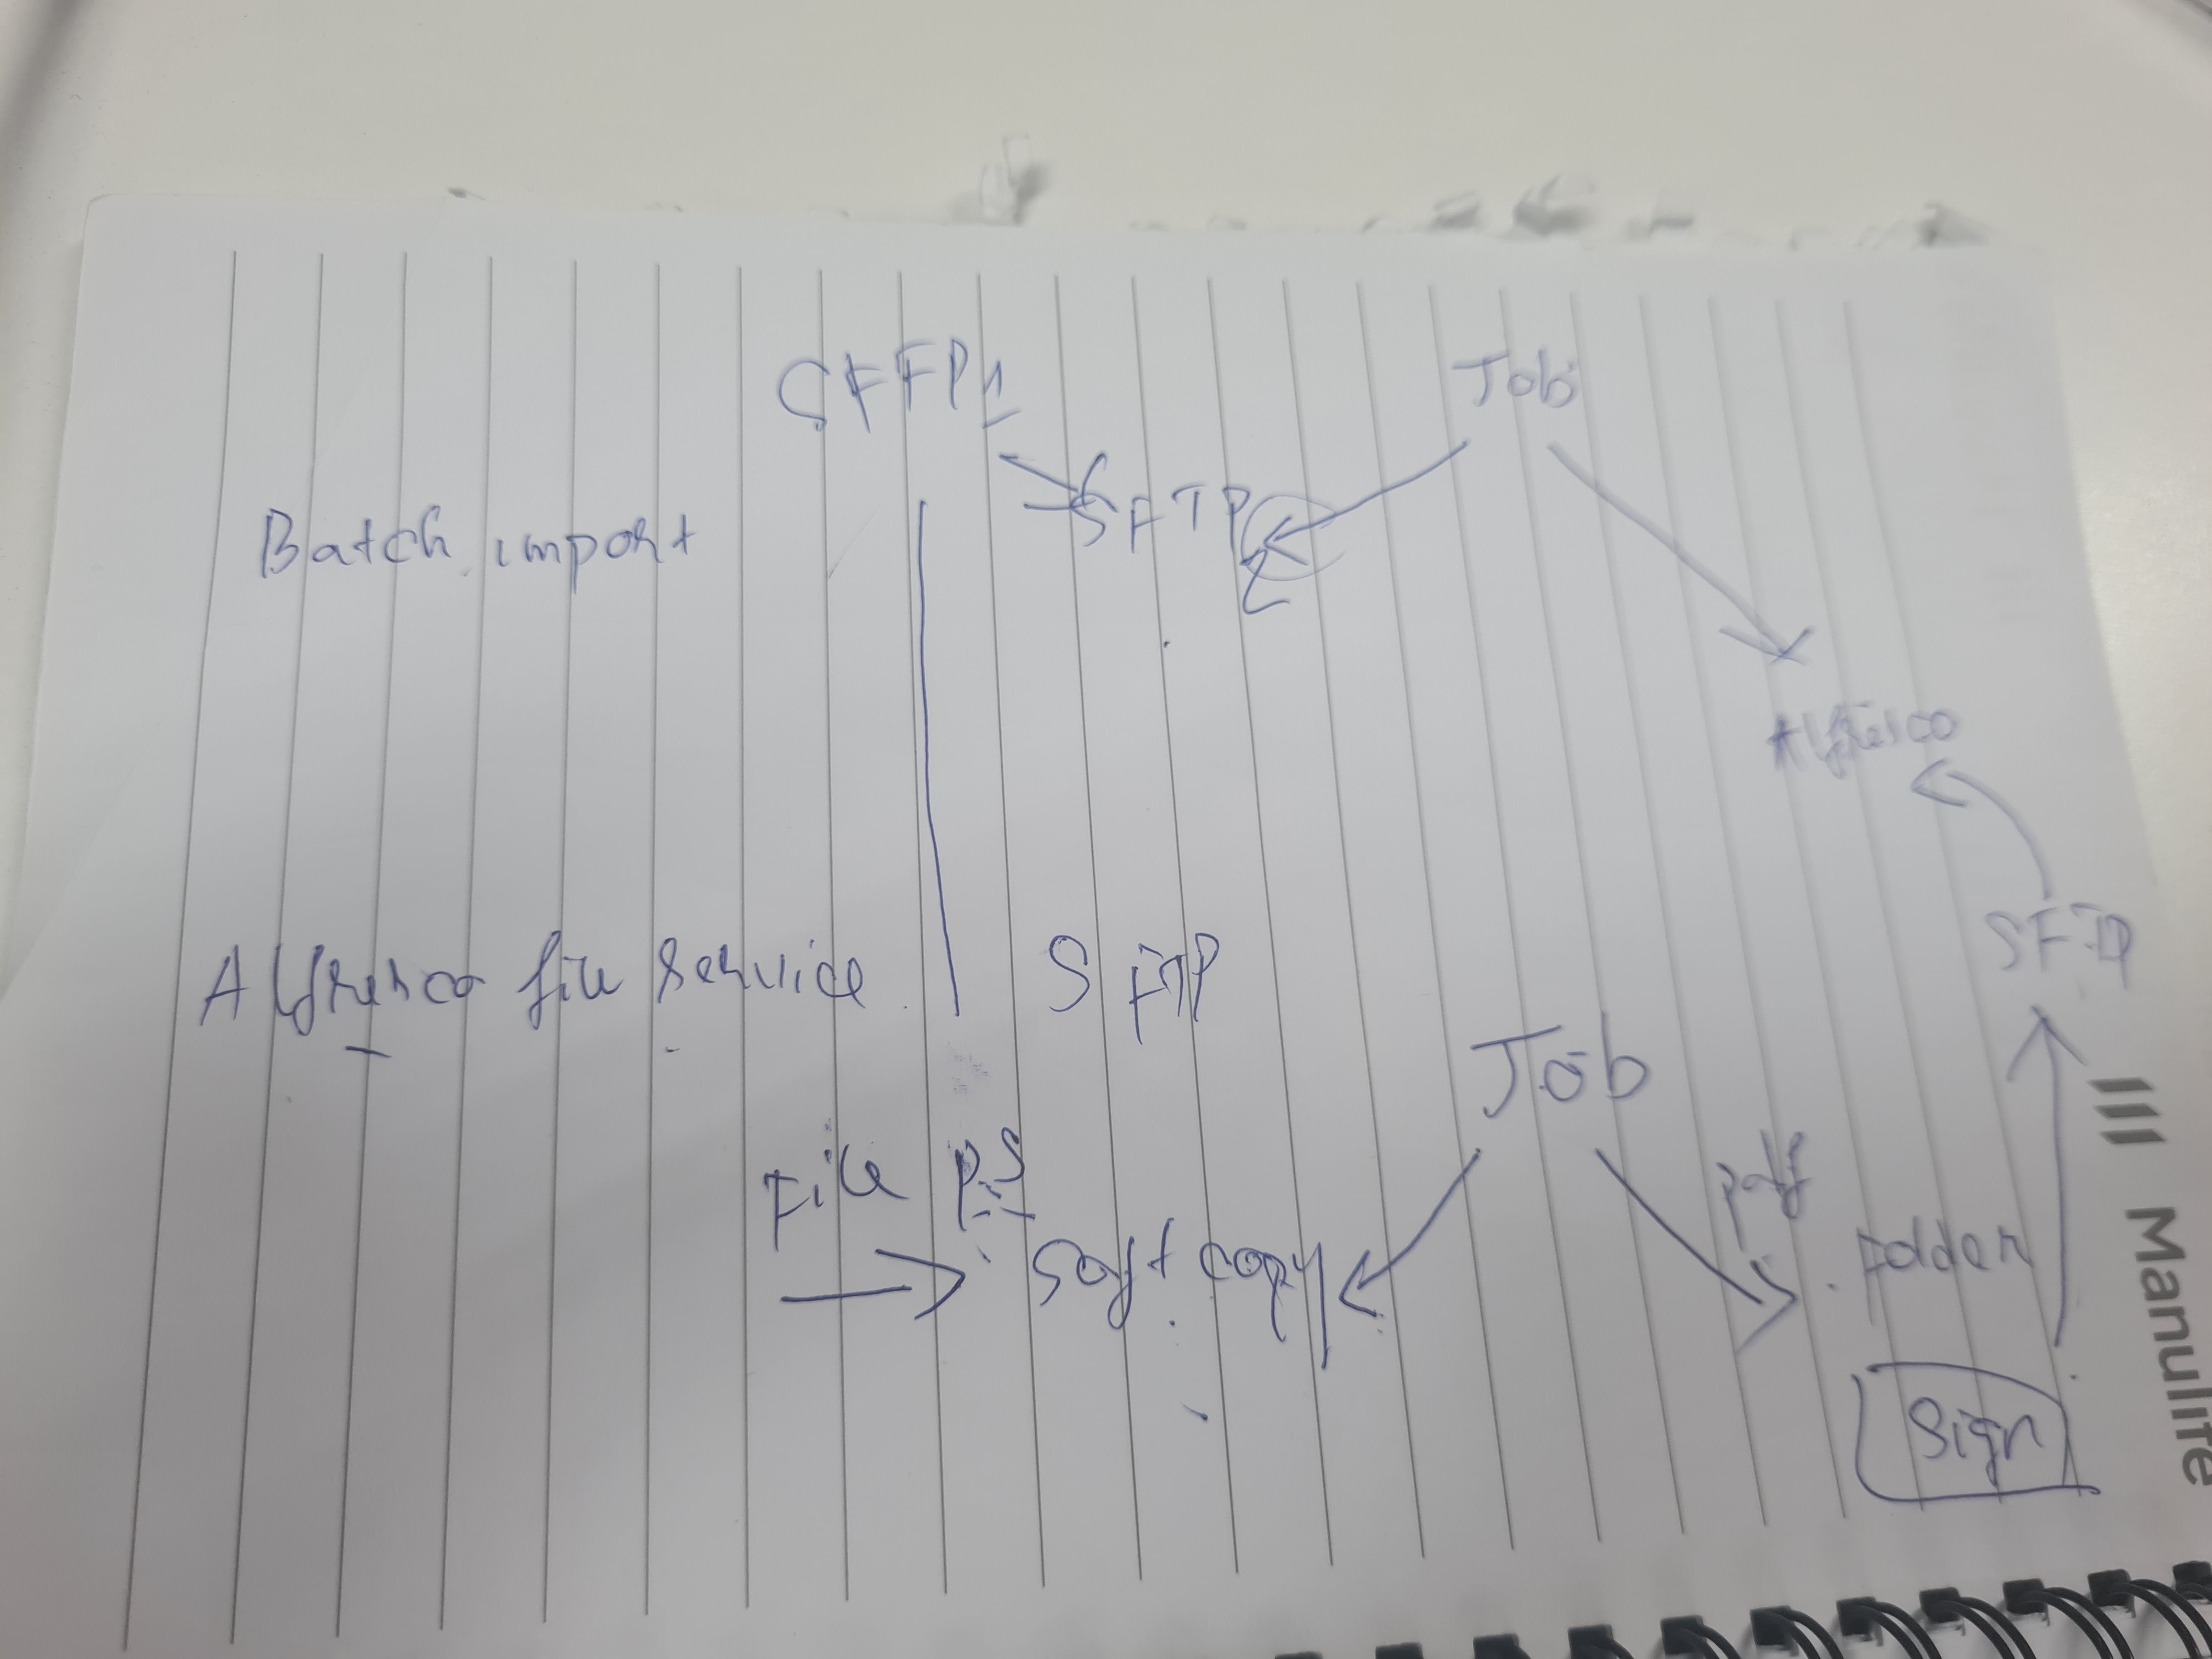 Batch import
CFFPM
SFTP
Job
Alfresco
Alfresco file service
SFTP
File
PS
Soft copy
Job
pdf
Folder
Sign
SFTP
Manulife